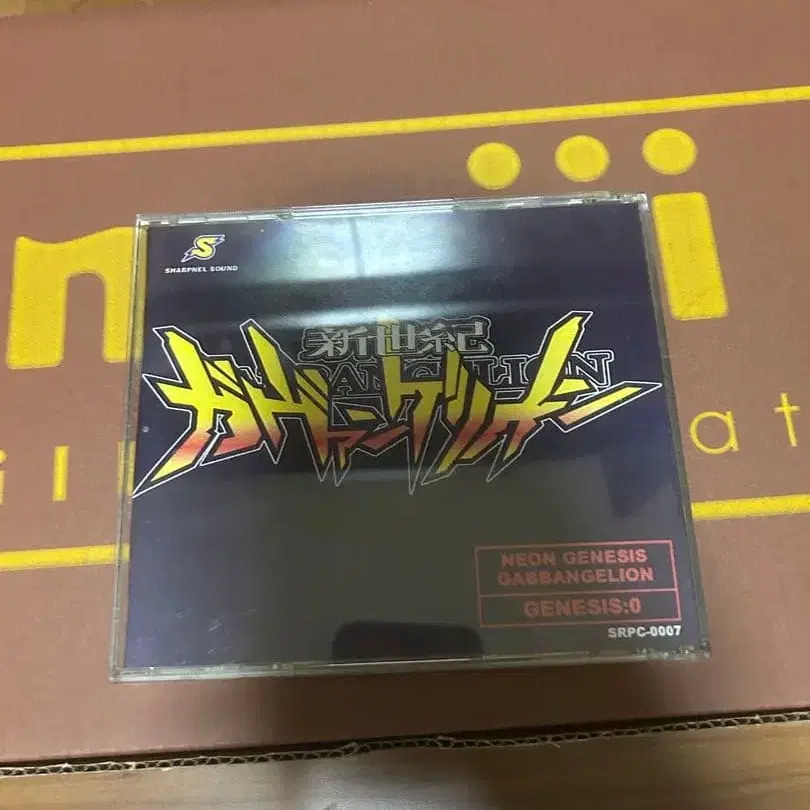 S
SHARPNEL SOUND
新世紀
ガバンゲリオン
NEON GENESIS
GABBANGELION
GENESIS:0
SRPC-0007